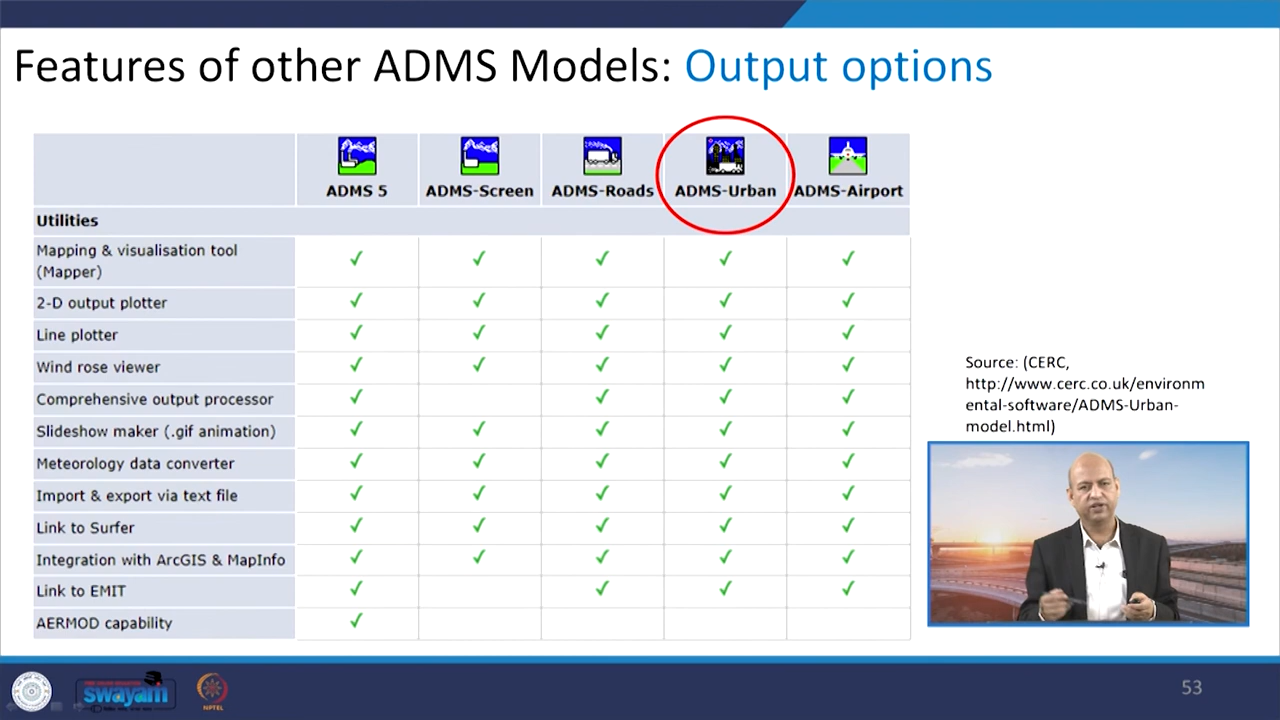 Features of other ADMS Models: Output options
ADMS 5 ADMS-Screen ADMS-Roads ADMS-Urban ADMS-Airport
Utilities
Mapping & visualisation tool
(Mapper) ✓ ✓ ✓ ✓ ✓
2-D output plotter ✓ ✓ ✓ ✓ ✓
Line plotter ✓ ✓ ✓ ✓ ✓
Wind rose viewer ✓ ✓ ✓ ✓ ✓
Comprehensive output processor ✓ ✓ ✓ ✓
Slideshow maker (.gif animation) ✓ ✓ ✓ ✓ ✓
Meteorology data converter ✓ ✓ ✓ ✓ ✓
Import & export via text file ✓ ✓ ✓ ✓ ✓
Link to Surfer ✓ ✓ ✓ ✓ ✓
Integration with ArcGIS & MapInfo ✓ ✓ ✓ ✓ ✓
Link to EMIT ✓ ✓ ✓ ✓
AERMOD capability ✓
Source: (CERC,
http://www.cerc.co.uk/environm
ental-software/ADMS-Urban-
model.html)
swayam
NPTEL
53